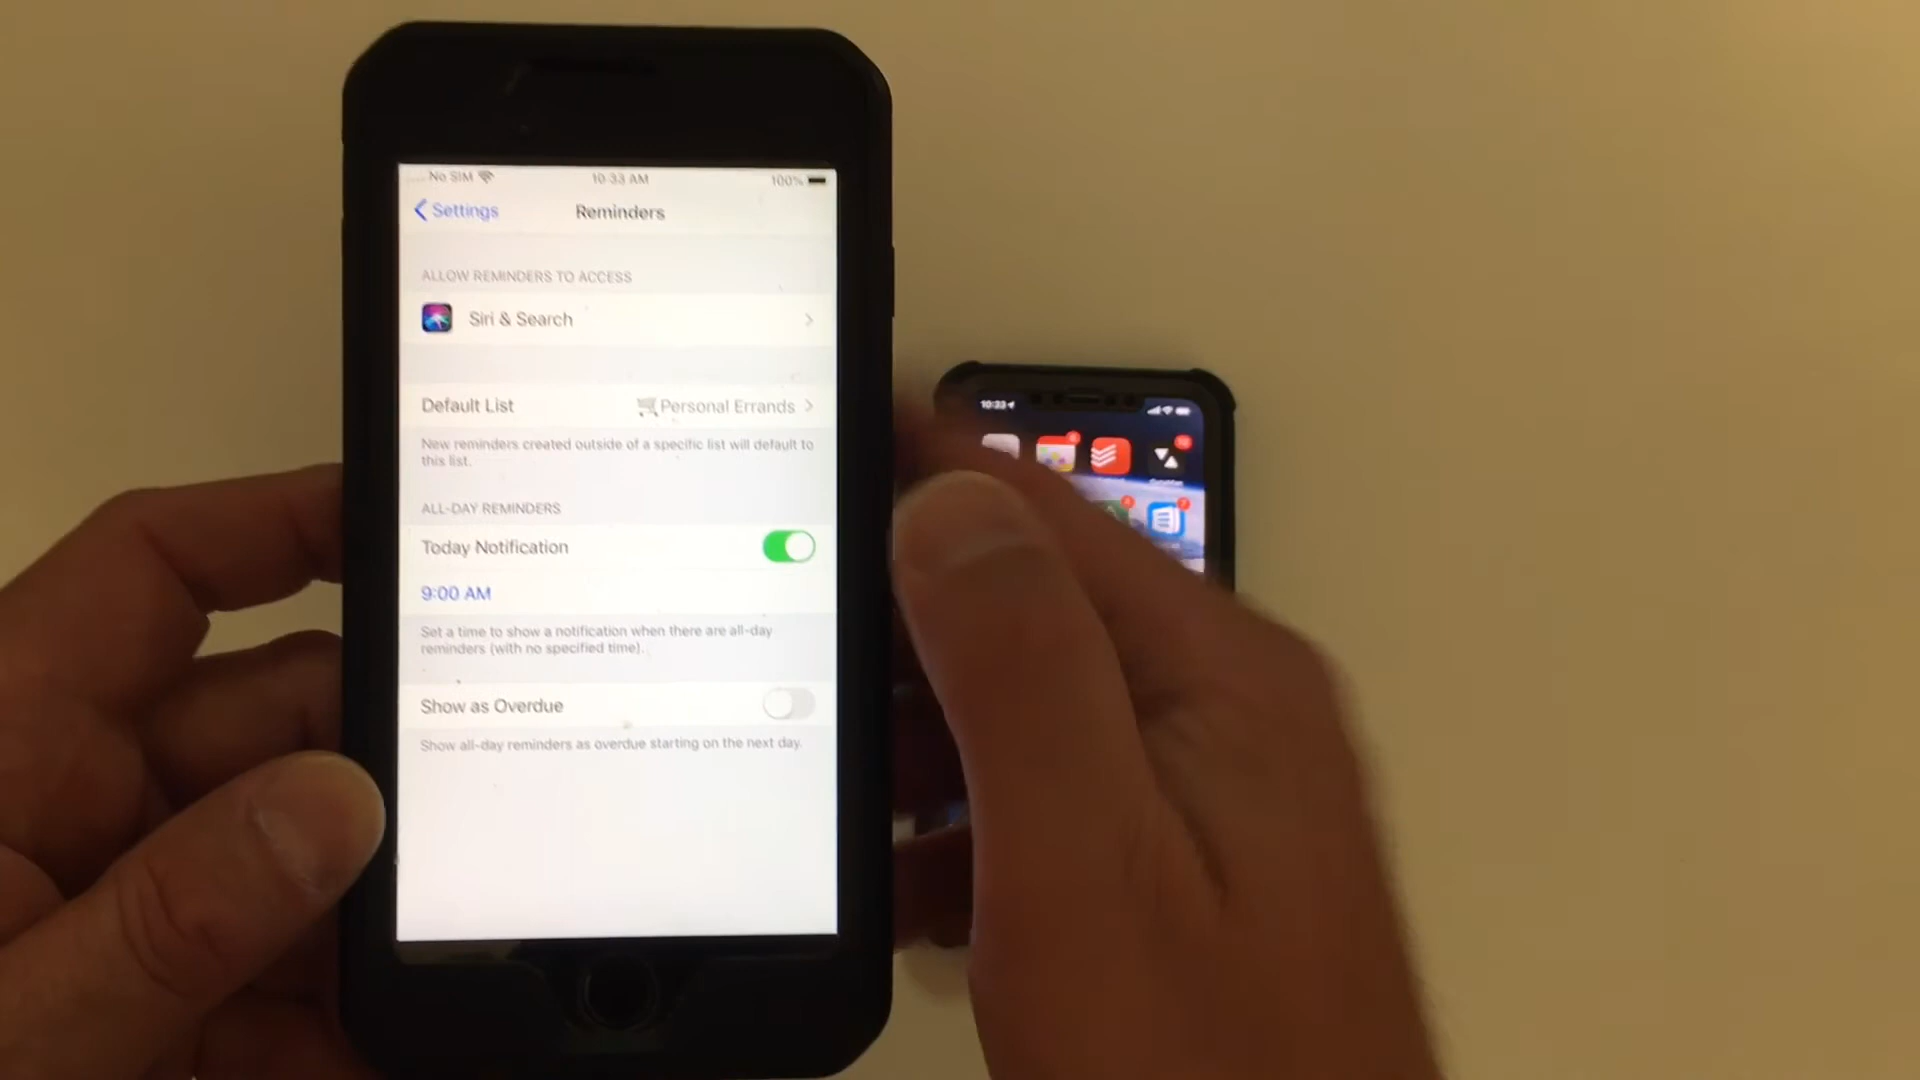 No SIM 10:33 AM 100%
Settings Reminders
ALLOW REMINDERS TO ACCESS
Siri & Search
Default List Personal Errands
New reminders created outside of a specific list will default to
this list.
ALL-DAY REMINDERS
Today Notification
9:00 AM
Set a time to show a notification when there are all-day
reminders (with no specified time).
Show as Overdue
Show all-day reminders as overdue starting on the next day.
10:33